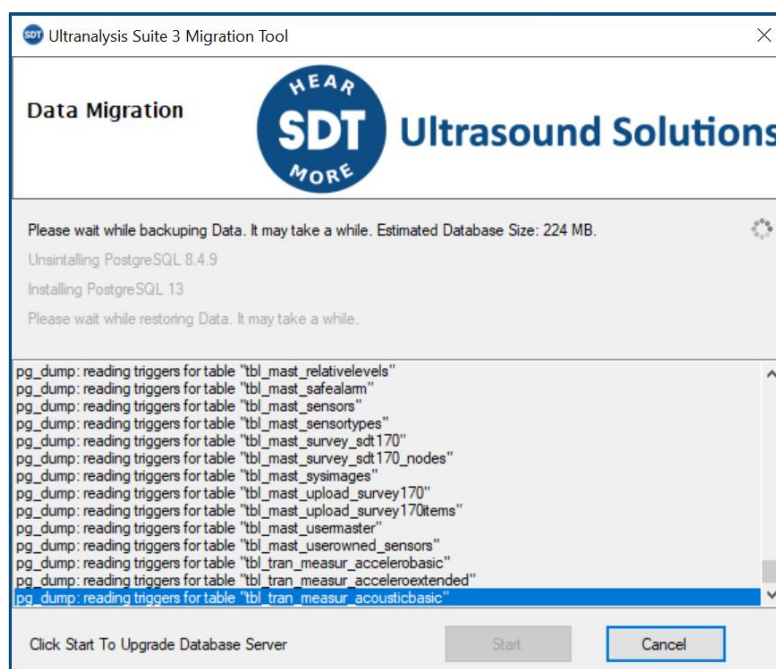 SDT Ultranalysis Suite 3 Migration Tool
Data Migration
HEAR
SDT
MORE
Ultrasound Solutions
Please wait while backuping Data. It may take a while. Estimated Database Size: 224 MB.
Unsintalling PostgreSQL 8.4.9
Installing PostgreSQL 13
Please wait while restoring Data. It may take a while.
pg_dump: reading triggers for table "tbl_mast_relativelevels"
pg_dump: reading triggers for table "tbl_mast_safealarm"
pg_dump: reading triggers for table "tbl_mast_sensors"
pg_dump: reading triggers for table "tbl_mast_sensortypes"
pg_dump: reading triggers for table "tbl_mast_survey_sdt170"
pg_dump: reading triggers for table "tbl_mast_survey_sdt170_nodes"
pg_dump: reading triggers for table "tbl_mast_sysimages"
pg_dump: reading triggers for table "tbl_mast_upload_survey170"
pg_dump: reading triggers for table "tbl_mast_upload_survey170items"
pg_dump: reading triggers for table "tbl_mast_usermaster"
pg_dump: reading triggers for table "tbl_mast_userowned_sensors"
pg_dump: reading triggers for table "tbl_tran_measur_accelerobasic"
pg_dump: reading triggers for table "tbl_tran_measur_acceleroextended"
pg_dump: reading triggers for table "tbl_tran_measur_acousticbasic"
Click Start To Upgrade Database Server
Start
Cancel